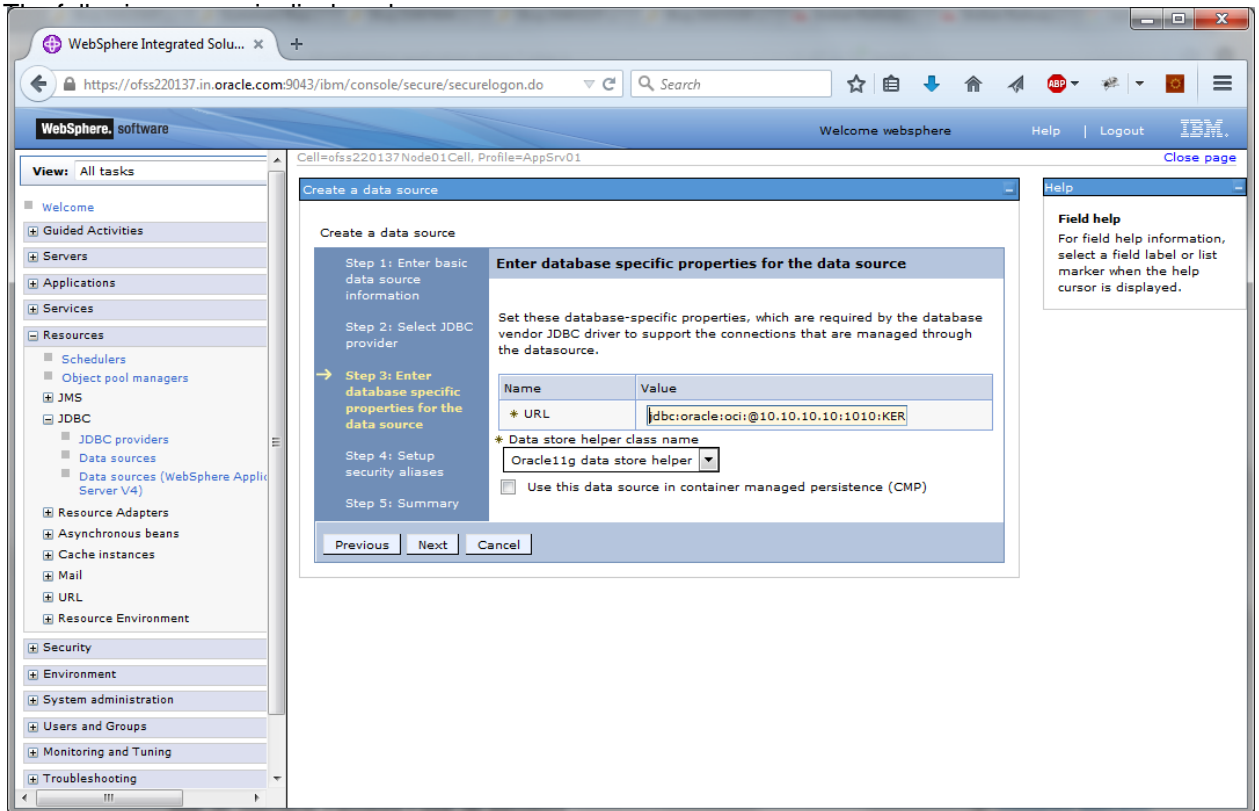 WebSphere Integrated Solu...
https://ofss220137.in.oracle.com:9043/ibm/console/secure/securelogon.do
Search
ABP
WebSphere. software
Welcome websphere
Help | Logout
IBM.
View: All tasks
Welcome
Guided Activities
Servers
Applications
Services
Resources
Schedulers
Object pool managers
JMS
JDBC
JDBC providers
Data sources
Data sources (WebSphere Applic
Server V4)
Resource Adapters
Asynchronous beans
Cache instances
Mail
URL
Resource Environment
Security
Environment
System administration
Users and Groups
Monitoring and Tuning
Troubleshooting
Cell=ofss220137Node01Cell, Profile=AppSrv01
Close page
Create a data source
Create a data source
Step 1: Enter basic
data source
information
Step 2: Select JDBC
provider
Step 3: Enter
database specific
properties for the
data source
Step 4: Setup
security aliases
Step 5: Summary
Enter database specific properties for the data source
Set these database-specific properties, which are required by the database
vendor JDBC driver to support the connections that are managed through
the datasource.
Name Value
* URL jdbc:oracle:oci:@10.10.10.10:1010:KER
* Data store helper class name
Oracle11g data store helper
Use this data source in container managed persistence (CMP)
Previous Next Cancel
Help
Field help
For field help information,
select a field label or list
marker when the help
cursor is displayed.